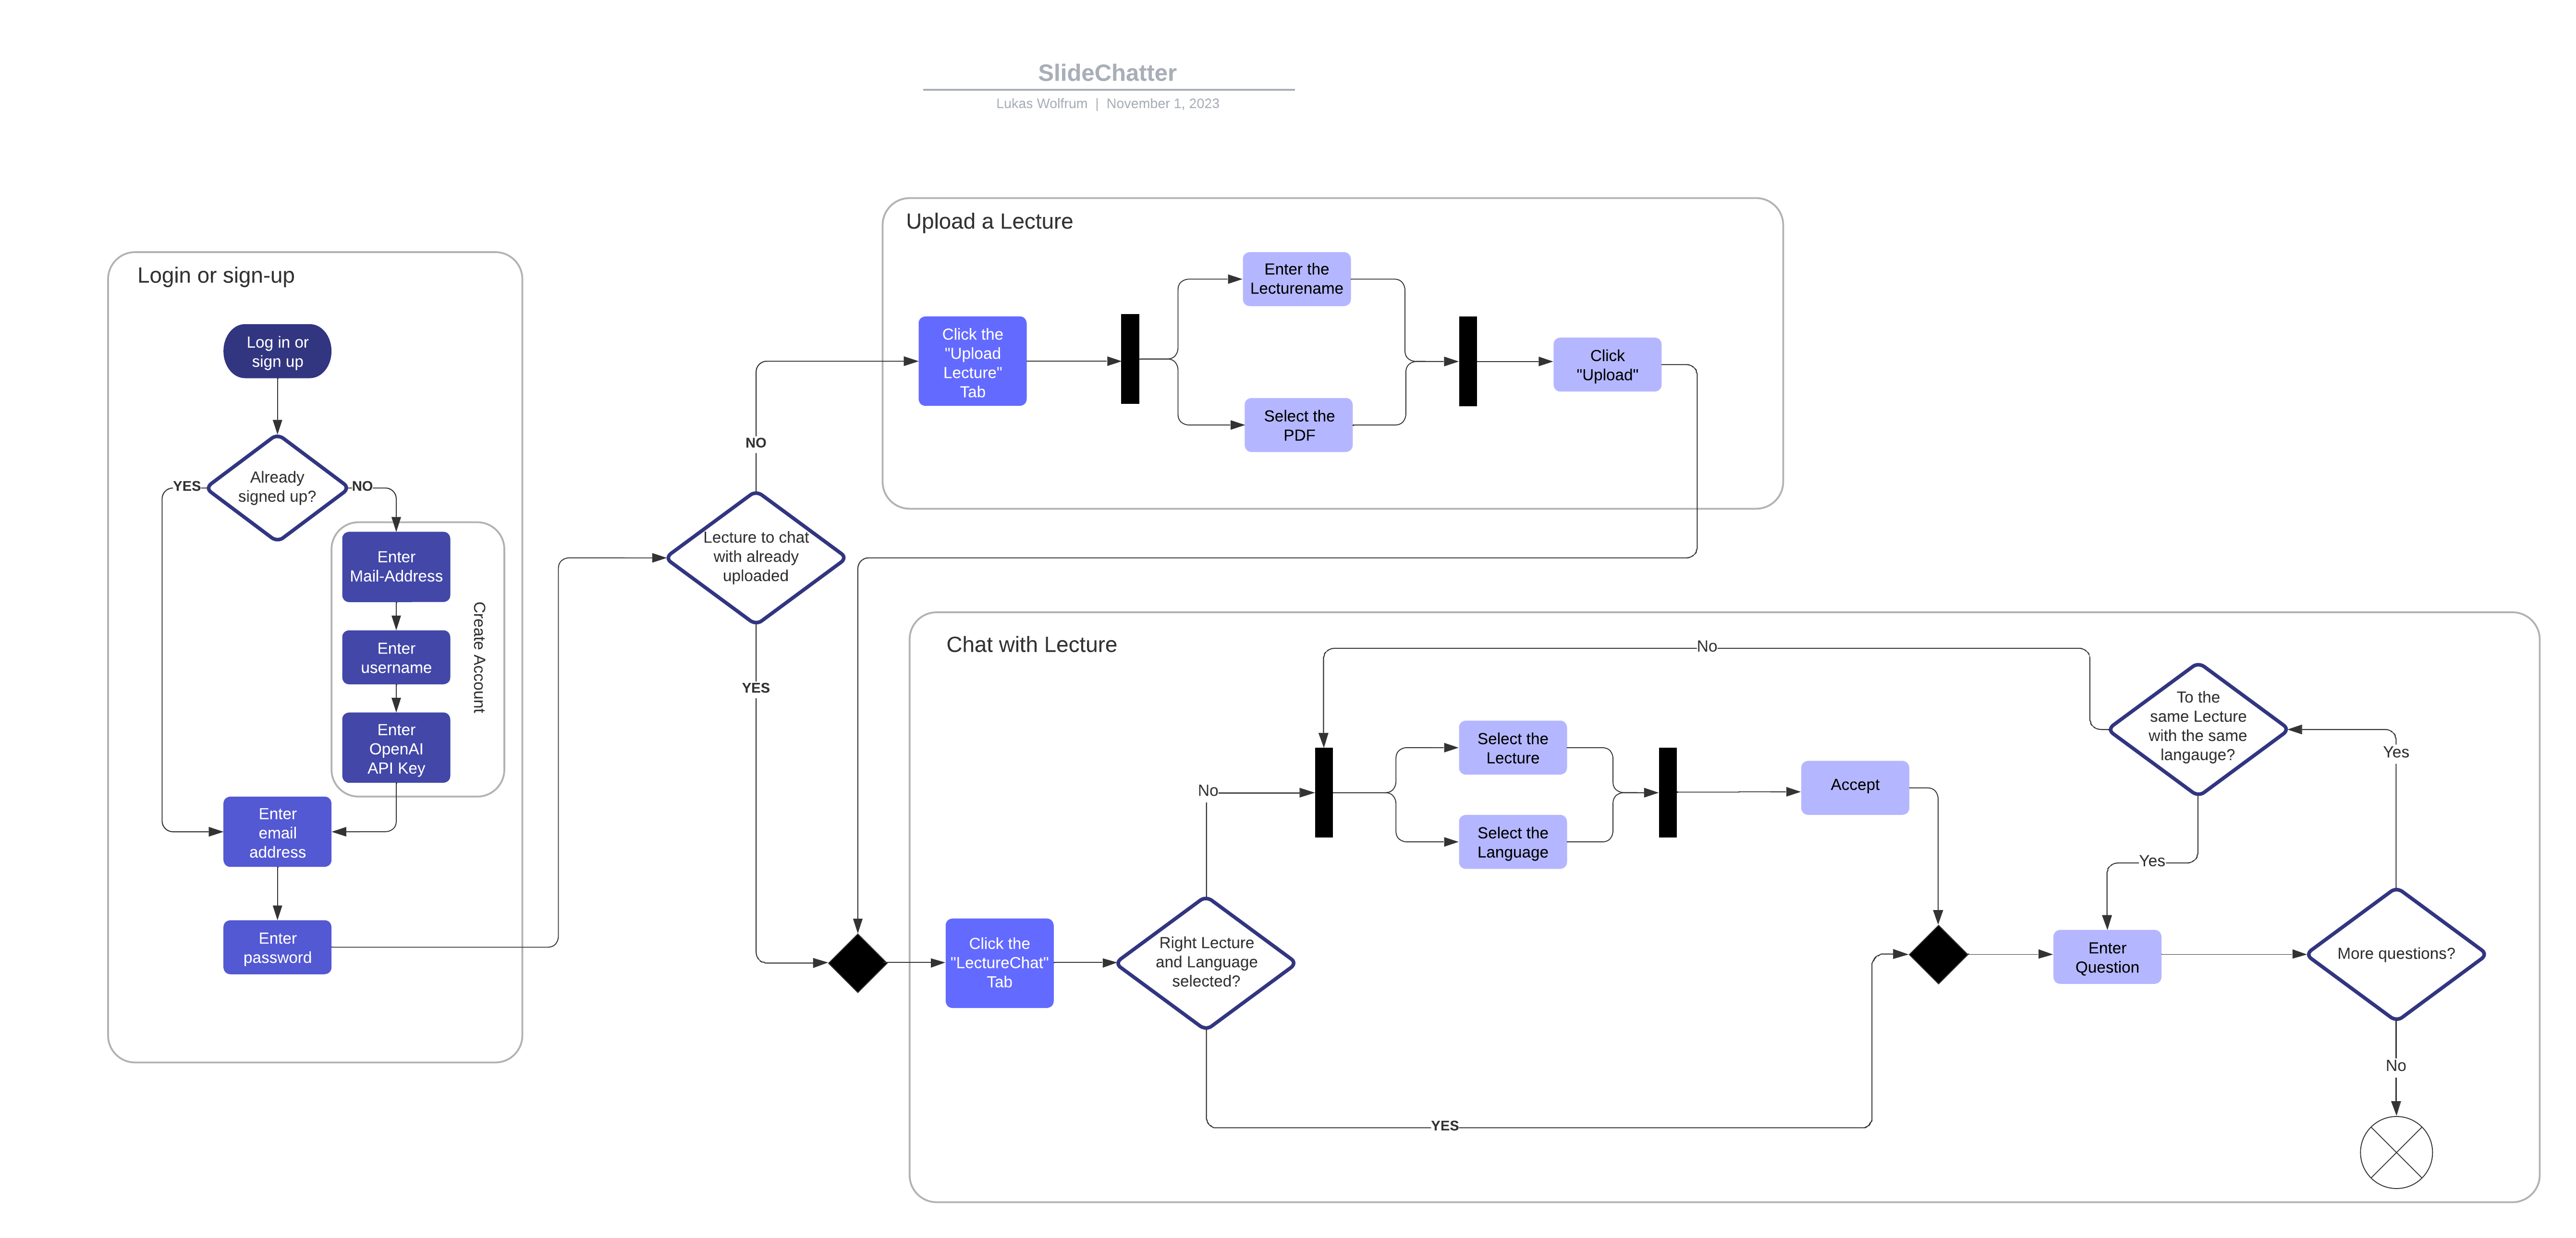 SlideChatter
Lukas Wolfrum | November 1, 2023
Login or sign-up
Log in or
sign up
Already
signed up?
YES
NO
Enter
Mail-Address
Enter
username
Enter
OpenAI
API Key
Create Account
Enter
email
address
Enter
password
Lecture to chat
with already
uploaded
NO
YES
Upload a Lecture
Click the
"Upload
Lecture"
Tab
Enter the
Lecturename
Select the
PDF
Click
"Upload"
Chat with Lecture
Click the
"LectureChat"
Tab
Right Lecture
and Language
selected?
No
YES
Select the
Lecture
Select the
Language
Accept
Enter
Question
More questions?
Yes
No
To the
same Lecture
with the same
langauge?
Yes
No